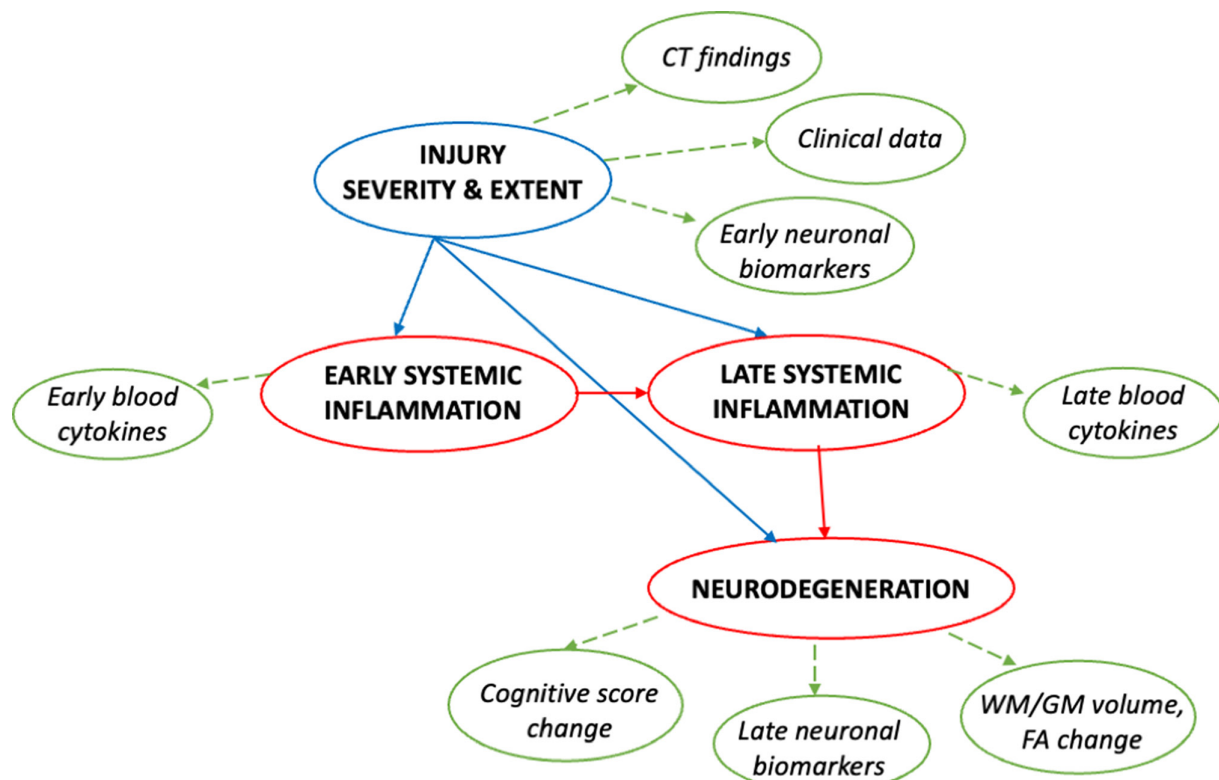 CT findings
Clinical data
INJURY
SEVERITY & EXTENT
Early neuronal
biomarkers
EARLY SYSTEMIC
INFLAMMATION
LATE SYSTEMIC
INFLAMMATION
Early blood
cytokines
Late blood
cytokines
NEURODEGENERATION
Cognitive score
change
Late neuronal
biomarkers
WM/GM volume,
FA change